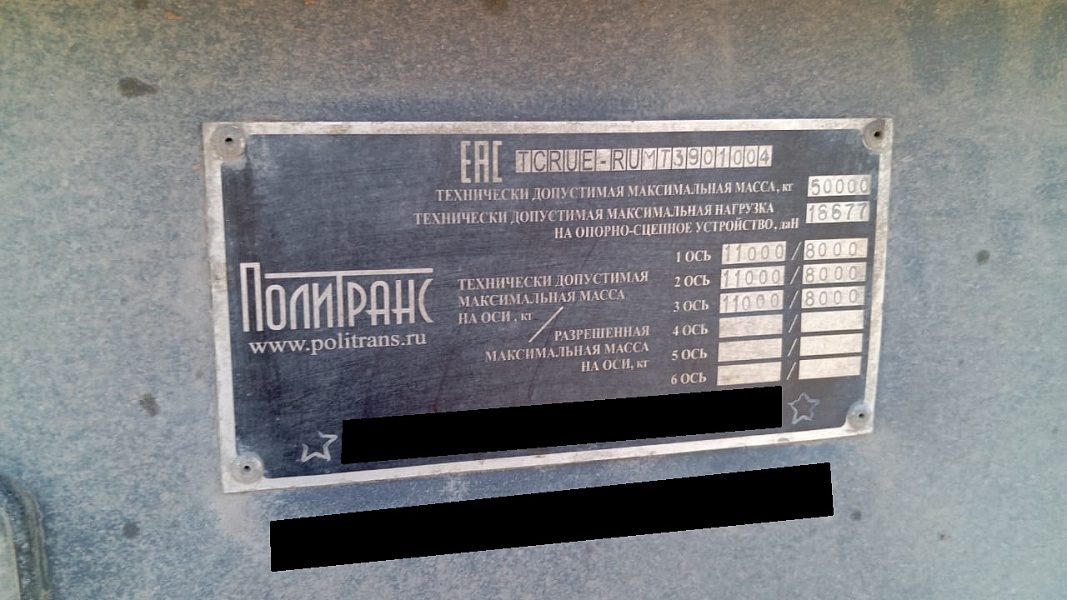 ЕАС TCRUE-RUMT3901004
ТЕХНИЧЕСКИ ДОПУСТИМАЯ МАКСИМАЛЬНАЯ МАССА, кг 50000
ТЕХНИЧЕСКИ ДОПУСТИМАЯ МАКСИМАЛЬНАЯ НАГРУЗКА
НА ОПОРНО-СЦЕПНОЕ УСТРОЙСТВО, даН 16677
ПОЛИТРАНС
www.politrans.ru
ТЕХНИЧЕСКИ ДОПУСТИМАЯ
МАКСИМАЛЬНАЯ МАССА
НА ОСИ , кг /
РАЗРЕШЕННАЯ
МАКСИМАЛЬНАЯ МАССА
НА ОСИ, кг
1 ОСЬ 11000 / 8000
2 ОСЬ 11000 / 8000
3 ОСЬ 11000 / 8000
4 ОСЬ /
5 ОСЬ /
6 ОСЬ /